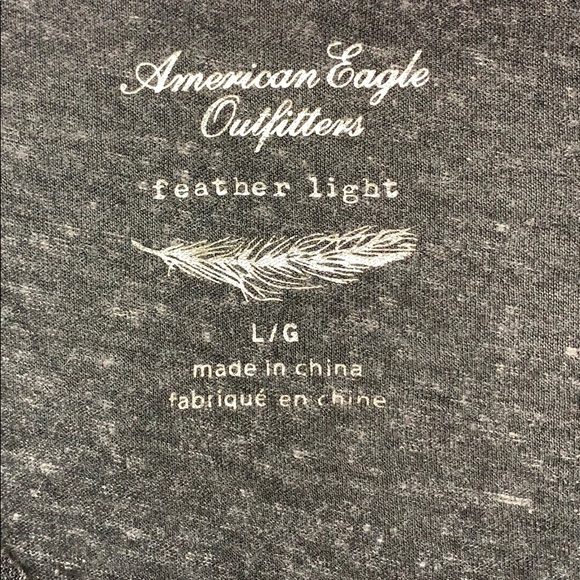 American Eagle
Outfitters
feather light
L/G
made in china
fabriqué en chine